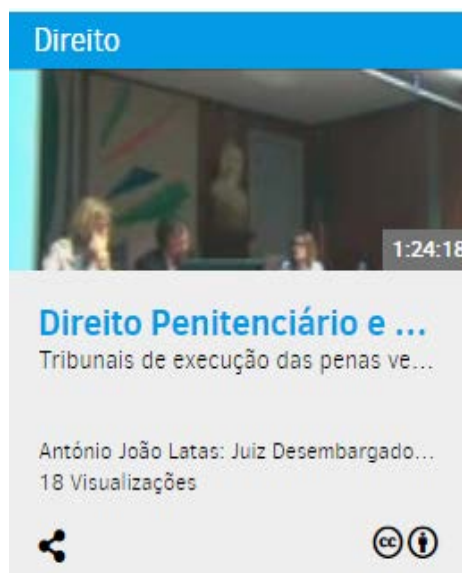 Direito
1:24:18
Direito Penitenciário e ...
Tribunais de execução das penas ve...
António João Latas: Juiz Desembargado...
18 Visualizações
cc